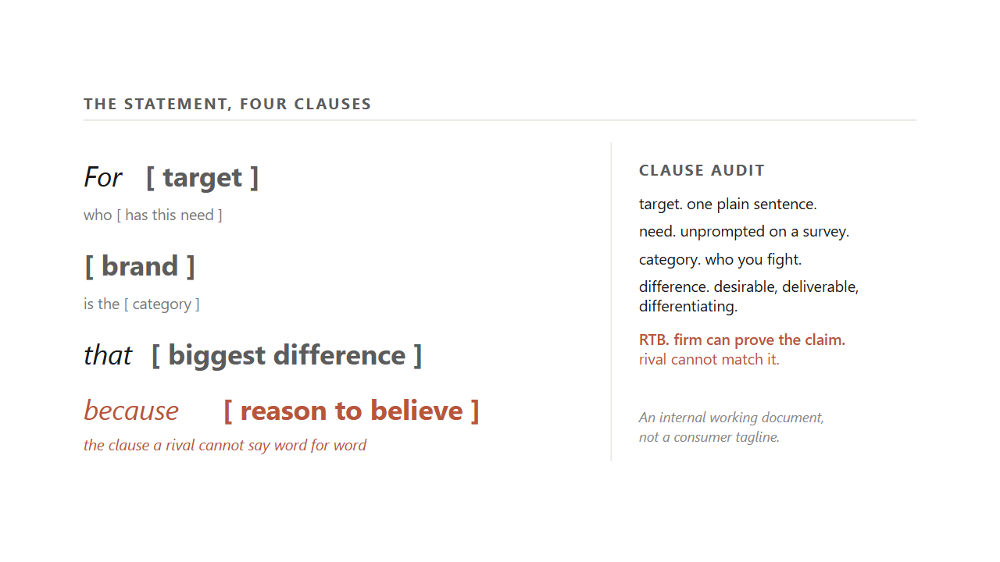 THE STATEMENT, FOUR CLAUSES
For [ target ]
who [ has this need ]
[ brand ]
is the [ category ]
that [ biggest difference ]
because [ reason to believe ]
the clause a rival cannot say word for word
CLAUSE AUDIT
target. one plain sentence.
need. unprompted on a survey.
category. who you fight.
difference. desirable, deliverable,
differentiating.
RTB. firm can prove the claim.
rival cannot match it.
An internal working document,
not a consumer tagline.